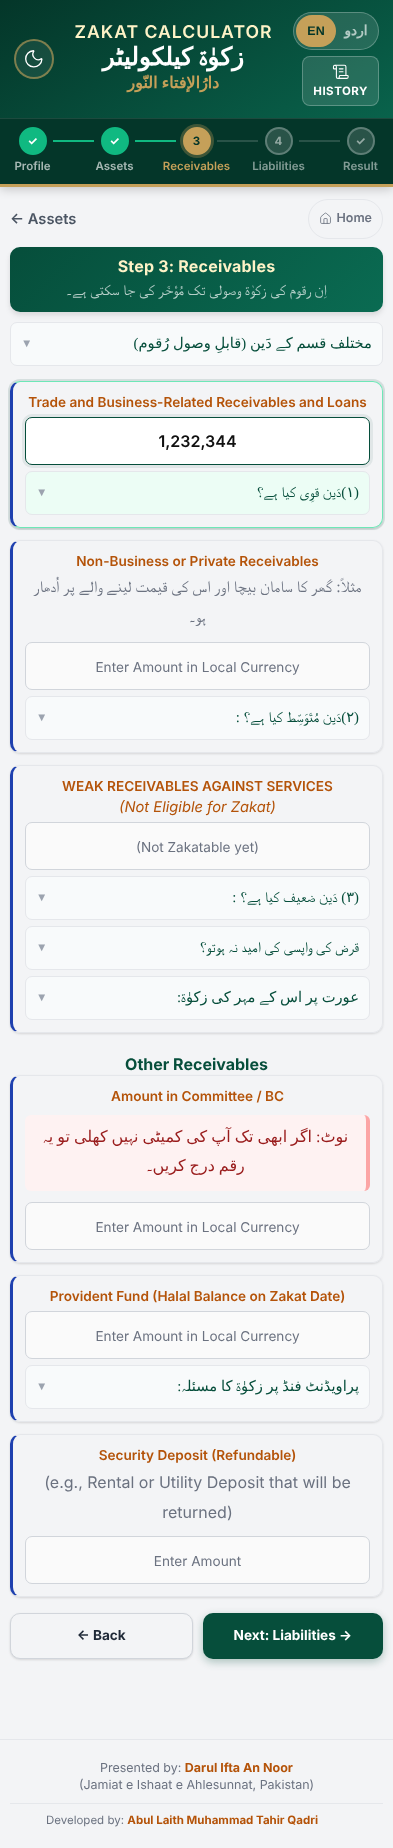 ZAKAT CALCULATOR
زکوٰۃ کیلکولیٹر
دارُالإفتاء النّور
EN
اردو
HISTORY
3
4
Profile
Assets
Receivables
Liabilities
Result
← Assets
Home
Step 3: Receivables
اِن رقوم کی زکوٰۃ وصولی تک مُؤخّر کی جا سکتی ہے۔
مختلف قسم کے دَین (قابلِ وصول رُقوم)
▼
Trade and Business-Related Receivables and Loans
1,232,344
(۱)دَین قوِی کیا ہے؟
▼
Non-Business or Private Receivables
مثلاً: گھر کا سامان بیچا اور اس کی قیمت لینے والے پر اُدھار
ہو۔
Enter Amount in Local Currency
(۲)دَین مُتَوَسِّط کیا ہے؟ :
▼
WEAK RECEIVABLES AGAINST SERVICES
(Not Eligible for Zakat)
(Not Zakatable yet)
(۳) دَین ضعیف کیا ہے؟ :
▼
قرض کی واپسی کی امید نہ ہوتو؟
▼
عورت پر اس کے مہر کی زکوٰۃ:
▼
Other Receivables
Amount in Committee / BC
نوٹ: اگر ابھی تک آپ کی کمیٹی نہیں کھلی تو یہ
رقم درج کریں۔
Enter Amount in Local Currency
Provident Fund (Halal Balance on Zakat Date)
Enter Amount in Local Currency
پراویڈنٹ فنڈ پر زکوٰۃ کا مسئلہ:
▼
Security Deposit (Refundable)
(e.g., Rental or Utility Deposit that will be
returned)
Enter Amount
← Back
Next: Liabilities →
Presented by: Darul Ifta An Noor
(Jamiat e Ishaat e Ahlesunnat, Pakistan)
Developed by: Abul Laith Muhammad Tahir Qadri